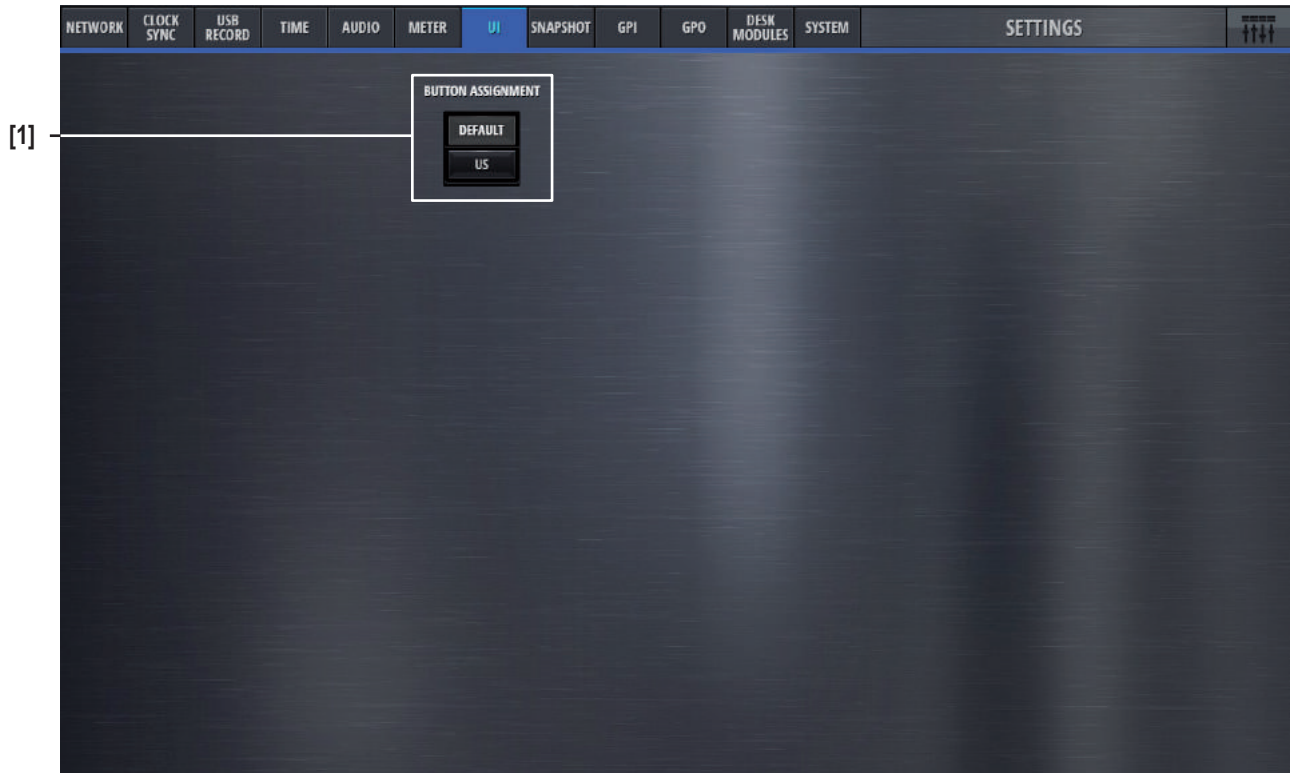 NETWORK
CLOCK
SYNC
USB
RECORD
TIME
AUDIO
METER
UI
SNAPSHOT
GPI
GPO
DESK
MODULES
SYSTEM
SETTINGS
BUTTON ASSIGNMENT
[1]
DEFAULT
US